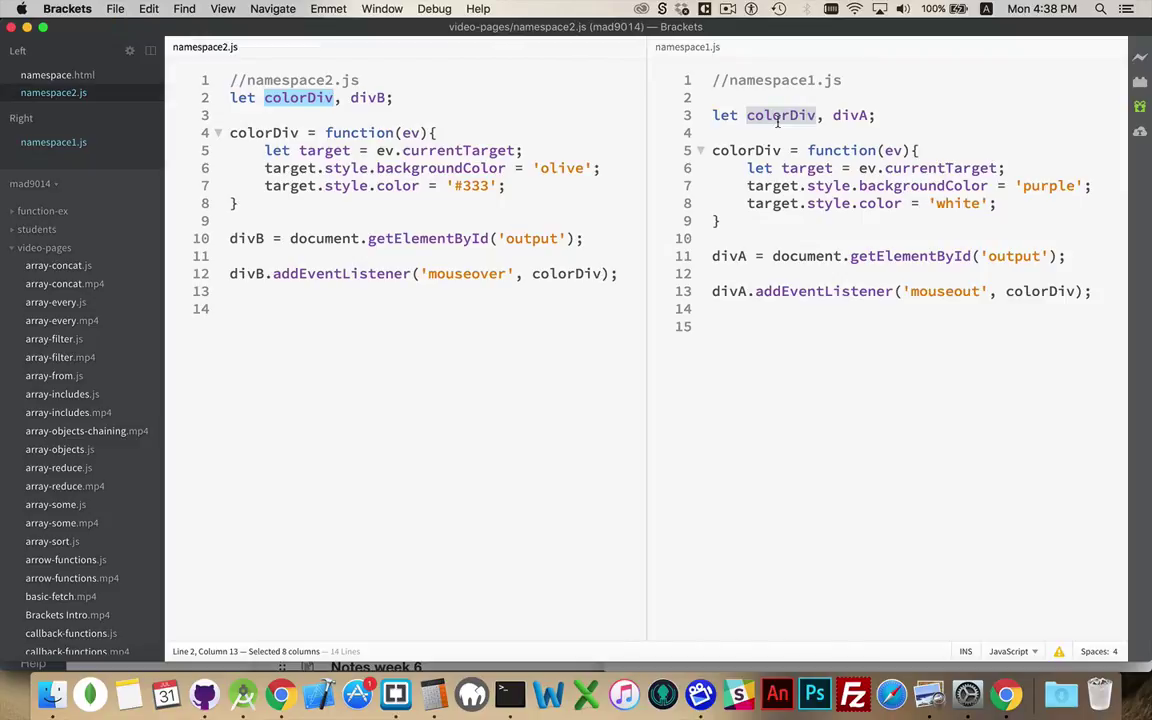 Brackets File Edit Find View Navigate Emmet Window Debug Help 100% Mon 4:38 PM
video-pages/namespace2.js (mad9014) — Brackets
Left
namespace.html
namespace2.js
Right
namespace1.js
mad9014
function-ex
students
video-pages
array-concat.js
array-concat.mp4
array-every.js
array-every.mp4
array-filter.js
array-filter.mp4
array-from.js
array-includes.js
array-includes.mp4
array-objects-chaining.mp4
array-objects.js
array-reduce.js
array-reduce.mp4
array-some.js
array-some.mp4
array-sort.js
arrow-functions.js
arrow-functions.mp4
basic-fetch.mp4
Brackets Intro.mp4
callback-functions.js
callback-functions.mp4
Help
namespace2.js
1 //namespace2.js
2 let colorDiv, divB;
3
4 colorDiv = function(ev){
5 let target = ev.currentTarget;
6 target.style.backgroundColor = 'olive';
7 target.style.color = '#333';
8 }
9
10 divB = document.getElementById('output');
11
12 divB.addEventListener('mouseover', colorDiv);
13
14
namespace1.js
1 //namespace1.js
2
3 let colorDiv, divA;
4
5 colorDiv = function(ev){
6 let target = ev.currentTarget;
7 target.style.backgroundColor = 'purple';
8 target.style.color = 'white';
9 }
10
11 divA = document.getElementById('output');
12
13 divA.addEventListener('mouseout', colorDiv);
14
15
Line 2, Column 13 — Selected 8 columns — 14 Lines
INS JavaScript Spaces: 4
Notes week 6
31
1
An Ps Fz